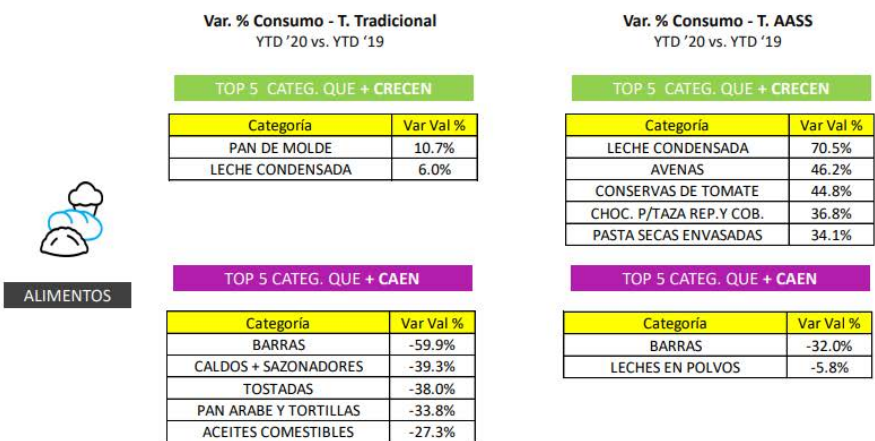 Var. % Consumo - T. Tradicional
YTD ’20 vs. YTD ‘19
TOP 5 CATEG. QUE + CRECEN
Categoría Var Val %
PAN DE MOLDE 10.7%
LECHE CONDENSADA 6.0%
Var. % Consumo - T. AASS
YTD ’20 vs. YTD ‘19
TOP 5 CATEG. QUE + CRECEN
Categoría Var Val %
LECHE CONDENSADA 70.5%
AVENAS 46.2%
CONSERVAS DE TOMATE 44.8%
CHOC. P/TAZA REP.Y COB. 36.8%
PASTA SECAS ENVASADAS 34.1%
ALIMENTOS
TOP 5 CATEG. QUE + CAEN
Categoría Var Val %
BARRAS -59.9%
CALDOS + SAZONADORES -39.3%
TOSTADAS -38.0%
PAN ARABE Y TORTILLAS -33.8%
ACEITES COMESTIBLES -27.3%
TOP 5 CATEG. QUE + CAEN
Categoría Var Val %
BARRAS -32.0%
LECHES EN POLVOS -5.8%